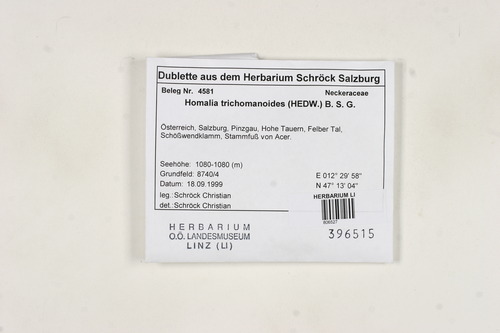 Dublette aus dem Herbarium Schröck Salzburg
Beleg Nr. 4581 Neckeraceae
Homalia trichomanoides (HEDW.) B. S. G.
Österreich, Salzburg, Pinzgau, Hohe Tauern, Felber Tal,
Schößwendklamm, Stammfuß von Acer.
Seehöhe: 1080-1080 (m)
Grundfeld: 8740/4 E 012° 29' 58"
Datum: 18.09.1999 N 47° 13' 04"
leg.:Schröck Christian HERBARIUM LI
det.:Schröck Christian
606527
HERBARIUM
O.Ö. LANDESMUSEUM
LINZ (LI)
396515